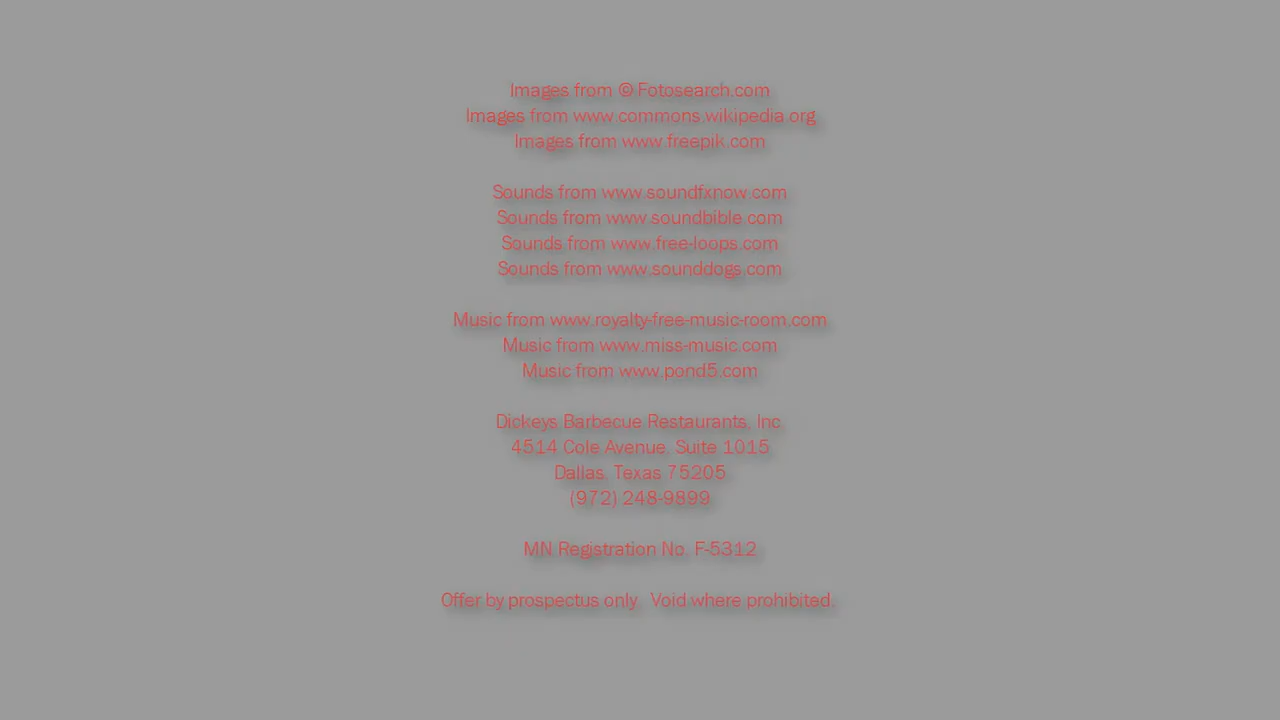 Images from © Fotosearch.com
Images from www.commons.wikipedia.org
Images from www.freepik.com
Sounds from www.soundfxnow.com
Sounds from www.soundbible.com
Sounds from www.free-loops.com
Sounds from www.sounddogs.com
Music from www.royalty-free-music-room.com
Music from www.miss-music.com
Music from www.pond5.com
Dickeys Barbecue Restaurants, Inc.
4514 Cole Avenue, Suite 1015
Dallas, Texas 75205
(972) 248-9899
MN Registration No. F-5312
Offer by prospectus only.  Void where prohibited.